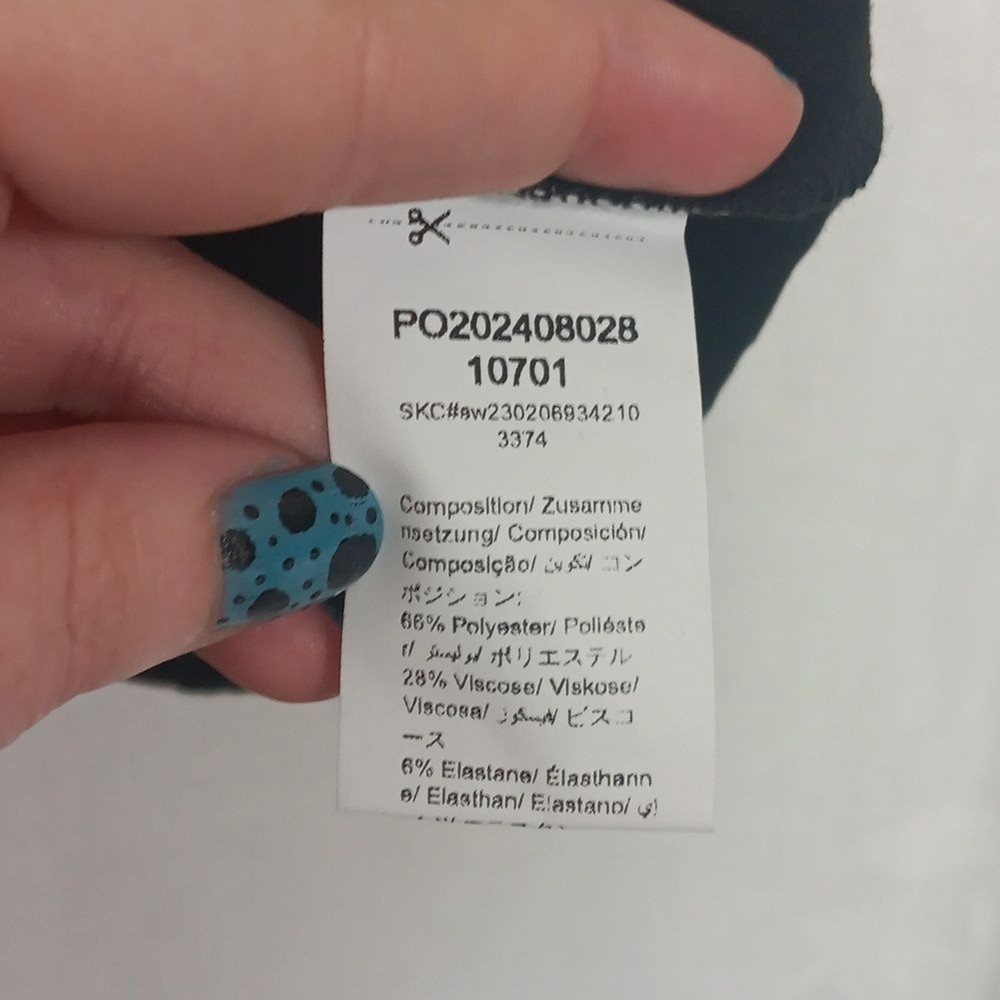 PO202408028
10701
SKC#sw230206934210
3374
Composition/ Zusamme
nsetzung/ Composición/
Composição/ التكوين/ コン
ポジション:
66% Polyester/ Poliéste
r/ بوليستر/ ポリエステル
28% Viscose/ Viskose/
Viscosa/ فيسكوز/ ビスコ
ース
6% Elastane/ Élasthann
e/ Elasthan/ Elastano/